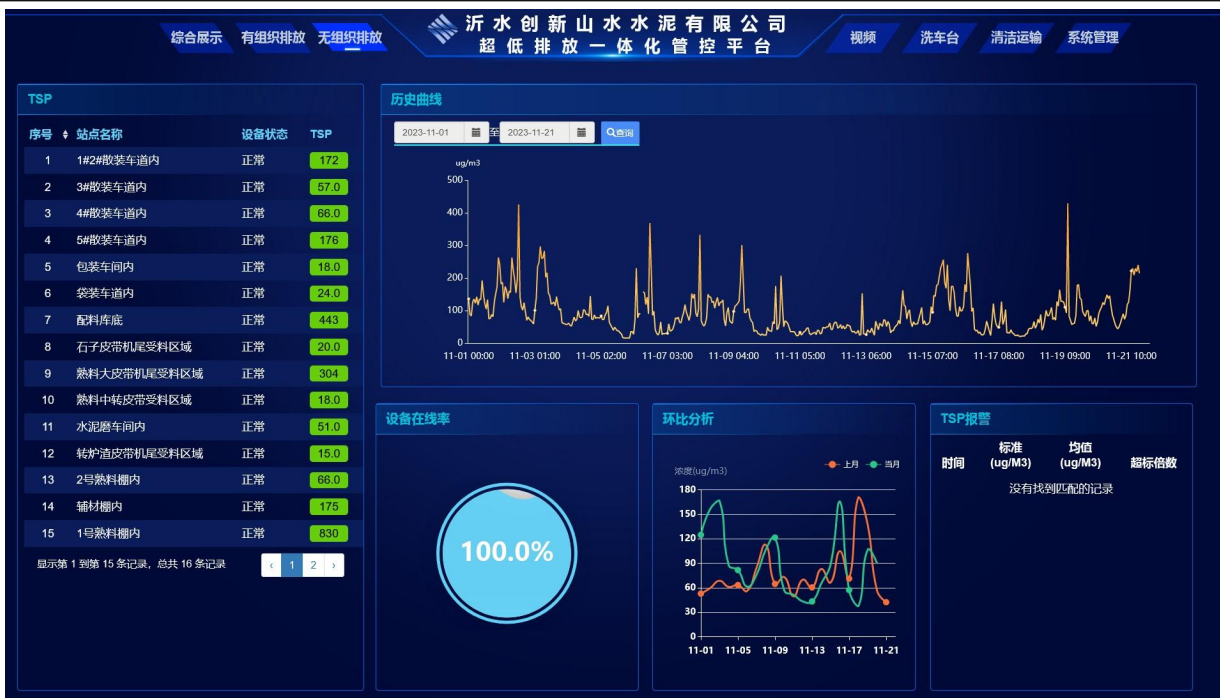 沂水创新山水水泥有限公司
超低排放一体化管控平台
综合展示 有组织排放 无组织排放
视频 洗车台 清洁运输 系统管理
TSP
序号 站点名称 设备状态 TSP
1 1#2#散装车道内 正常 172
2 3#散装车道内 正常 57.0
3 4#散装车道内 正常 66.0
4 5#散装车道内 正常 176
5 包装车间内 正常 18.0
6 袋装车道内 正常 24.0
7 配料库底 正常 443
8 石子皮带机尾受料区域 正常 20.0
9 熟料大皮带机尾受料区域 正常 304
10 熟料中转皮带受料区域 正常 18.0
11 水泥磨车间内 正常 51.0
12 转炉渣皮带机尾受料区域 正常 15.0
13 2号熟料棚内 正常 66.0
14 辅材棚内 正常 175
15 1号熟料棚内 正常 830
显示第 1 到第 15 条记录，总共 16 条记录 ‹ 1 2 ›
历史曲线
2023-11-01 至 2023-11-21 查询
ug/m3
500
400
300
200
100
0
11-01 00:00 11-03 01:00 11-05 02:00 11-07 03:00 11-09 04:00 11-11 05:00 11-13 06:00 11-15 07:00 11-17 08:00 11-19 09:00 11-21 10:00
设备在线率
100.0%
环比分析
浓度(ug/m3) 上月 当月
180
150
120
90
60
30
0
11-01 11-05 11-09 11-13 11-17 11-21
TSP报警
时间 标准(ug/M3) 均值(ug/M3) 超标倍数
没有找到匹配的记录